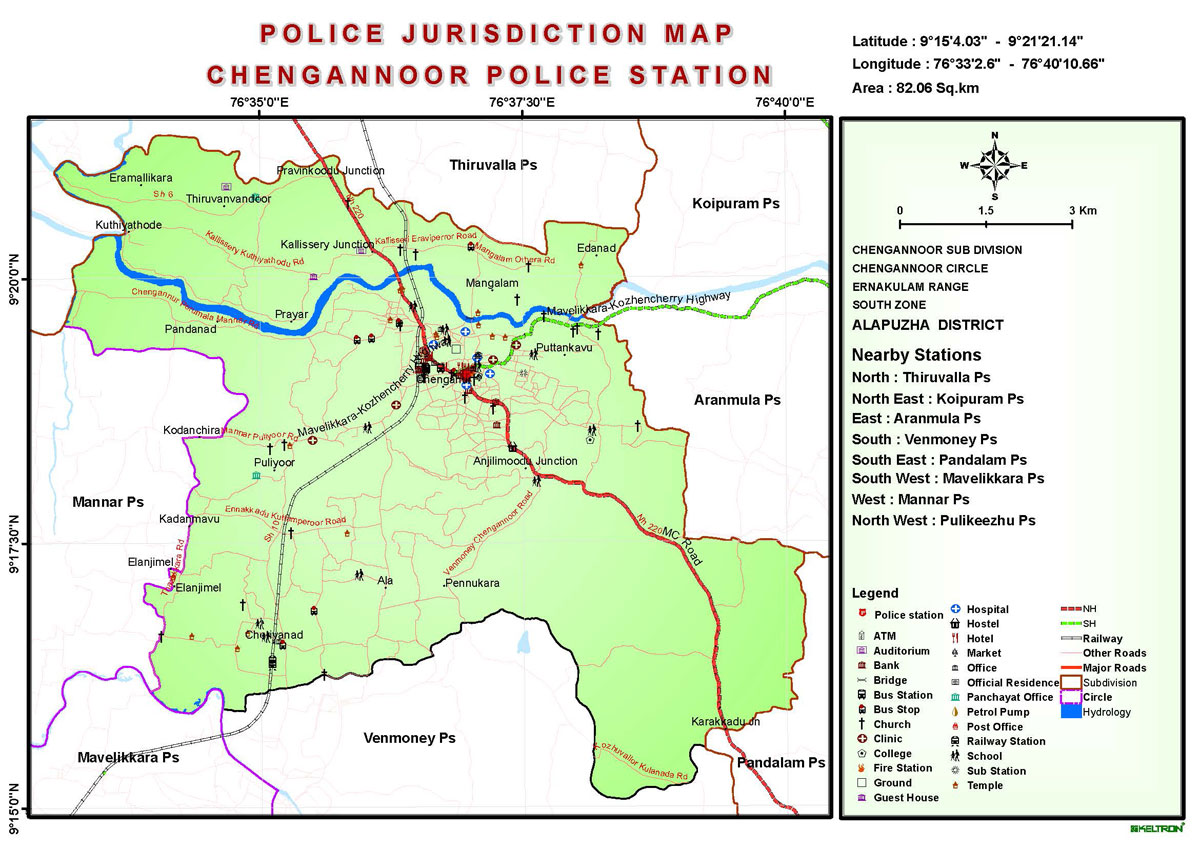 POLICE JURISDICTION MAP
CHENGANNOOR POLICE STATION
Latitude : 9°15'4.03" - 9°21'21.14"
Longitude : 76°33'2.6" - 76°40'10.66"
Area : 82.06 Sq.km
76°35'0"E
76°37'30"E
76°40'0"E
9°20'0"N
9°17'30"N
9°15'0"N
Thiruvalla Ps
Koipuram Ps
Pravinkoodu Junction
Eramallikara
Sh 6
Thiruvanvandoor
Nh 220
Kuthiyathode
Kallissery Kuthiyathodu Rd
Kallissery Junction
Kallisseri Eraviperror Road
Mangalam Othera Rd
Edanad
Mangalam
Chengannur
Mannar Rd
Prayar
Pandanad
Mavelikkara-Kozhencherry Highway
Puttankavu
Mavelikkara-Kozhencherry Highway
Aranmula Ps
Kodanchira
Mannar Puliyoor Rd
Puliyoor
Anjilimoodu Junction
Mannar Ps
Kadanmavu
Ennakkadu Kuttemperoor Road
Sh 10
Venmoney Chengannoor Road
Nh 220
MC Road
Elanjimel
Elanjimel
Ala
Pennukara
Cheriyanad
Karakkadu Jn
Venmoney Ps
Kozhuvallor Kulanada Rd
Mavelikkara Ps
Pandalam Ps
N
W
E
S
0
1.5
3 Km
CHENGANNOOR SUB DIVISION
CHENGANNOOR CIRCLE
ERNAKULAM RANGE
SOUTH ZONE
ALAPUZHA DISTRICT
Nearby Stations
North : Thiruvalla Ps
North East : Koipuram Ps
East : Aranmula Ps
South : Venmoney Ps
South East : Pandalam Ps
South West : Mavelikkara Ps
West : Mannar Ps
North West : Pulikeezhu Ps
Legend
Police station
ATM
Auditorium
Bank
Bridge
Bus Station
Bus Stop
Church
Clinic
College
Fire Station
Ground
Guest House
Hospital
Hostel
Hotel
Market
Office
Official Residence
Panchayat Office
Petrol Pump
Post Office
Railway Station
School
Sub Station
Temple
NH
SH
Railway
Other Roads
Major Roads
Subdivision
Circle
Hydrology
KELTRON